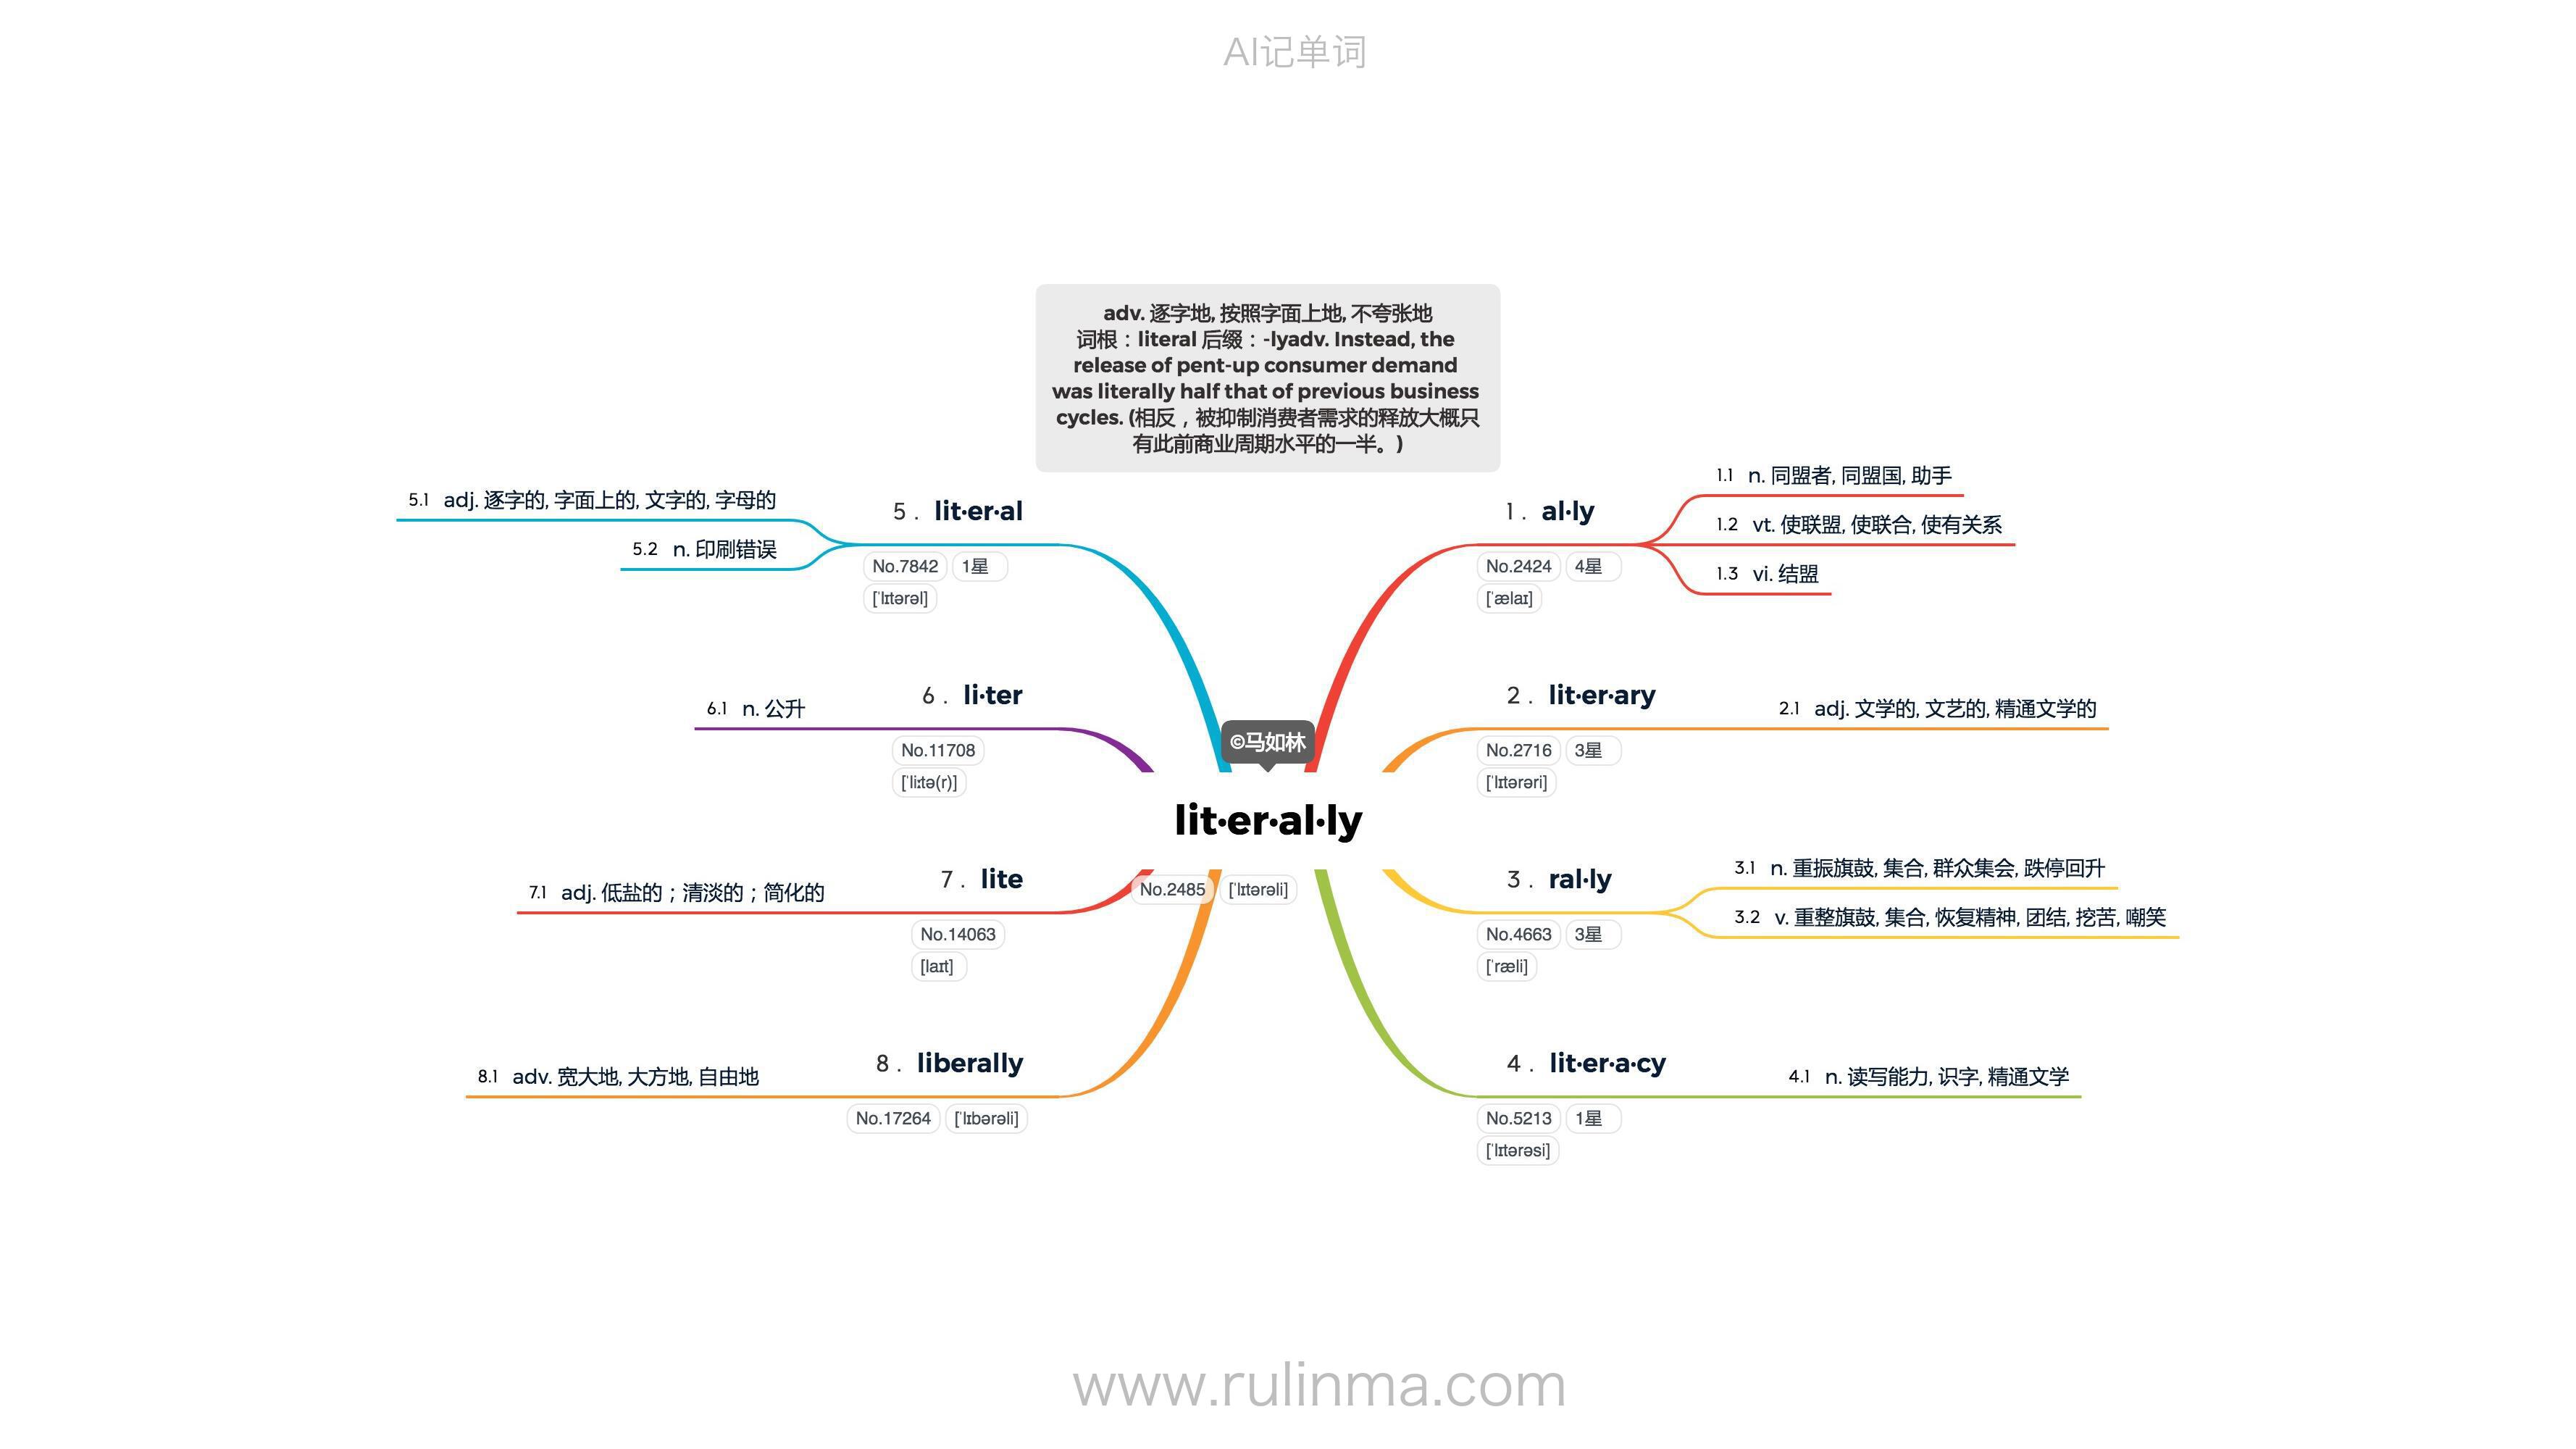 AI记单词
adv. 逐字地, 按照字面上地, 不夸张地
词根：literal 后缀：-lyadv. Instead, the
release of pent-up consumer demand
was literally half that of previous business
cycles. (相反，被抑制消费者需求的释放大概只
有此前商业周期水平的一半。)
©马如林
lit·er·al·ly
No.2485 [ˈlɪtərəli]
1. al·ly
No.2424 4星
[ˈælaɪ]
1.1 n. 同盟者, 同盟国, 助手
1.2 vt. 使联盟, 使联合, 使有关系
1.3 vi. 结盟
2. lit·er·ary
No.2716 3星
[ˈlɪtərəri]
2.1 adj. 文学的, 文艺的, 精通文学的
3. ral·ly
No.4663 3星
[ˈræli]
3.1 n. 重振旗鼓, 集合, 群众集会, 跌停回升
3.2 v. 重整旗鼓, 集合, 恢复精神, 团结, 挖苦, 嘲笑
4. lit·er·a·cy
No.5213 1星
[ˈlɪtərəsi]
4.1 n. 读写能力, 识字, 精通文学
5. lit·er·al
No.7842 1星
[ˈlɪtərəl]
5.1 adj. 逐字的, 字面上的, 文字的, 字母的
5.2 n. 印刷错误
6. li·ter
No.11708
[ˈliːtə(r)]
6.1 n. 公升
7. lite
No.14063
[laɪt]
7.1 adj. 低盐的；清淡的；简化的
8. liberally
No.17264 [ˈlɪbərəli]
8.1 adv. 宽大地, 大方地, 自由地
www.rulinma.com